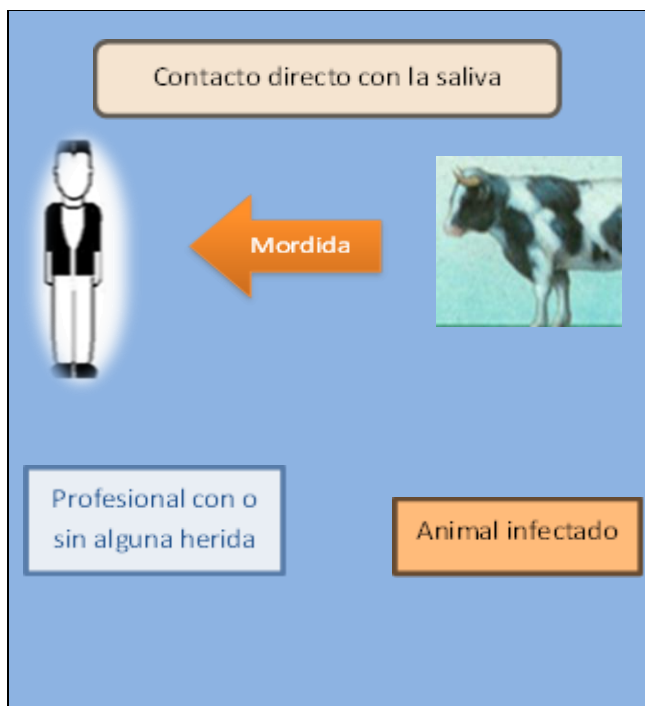 Contacto directo con la saliva
Mordida
Profesional con o
sin alguna herida
Animal infectado